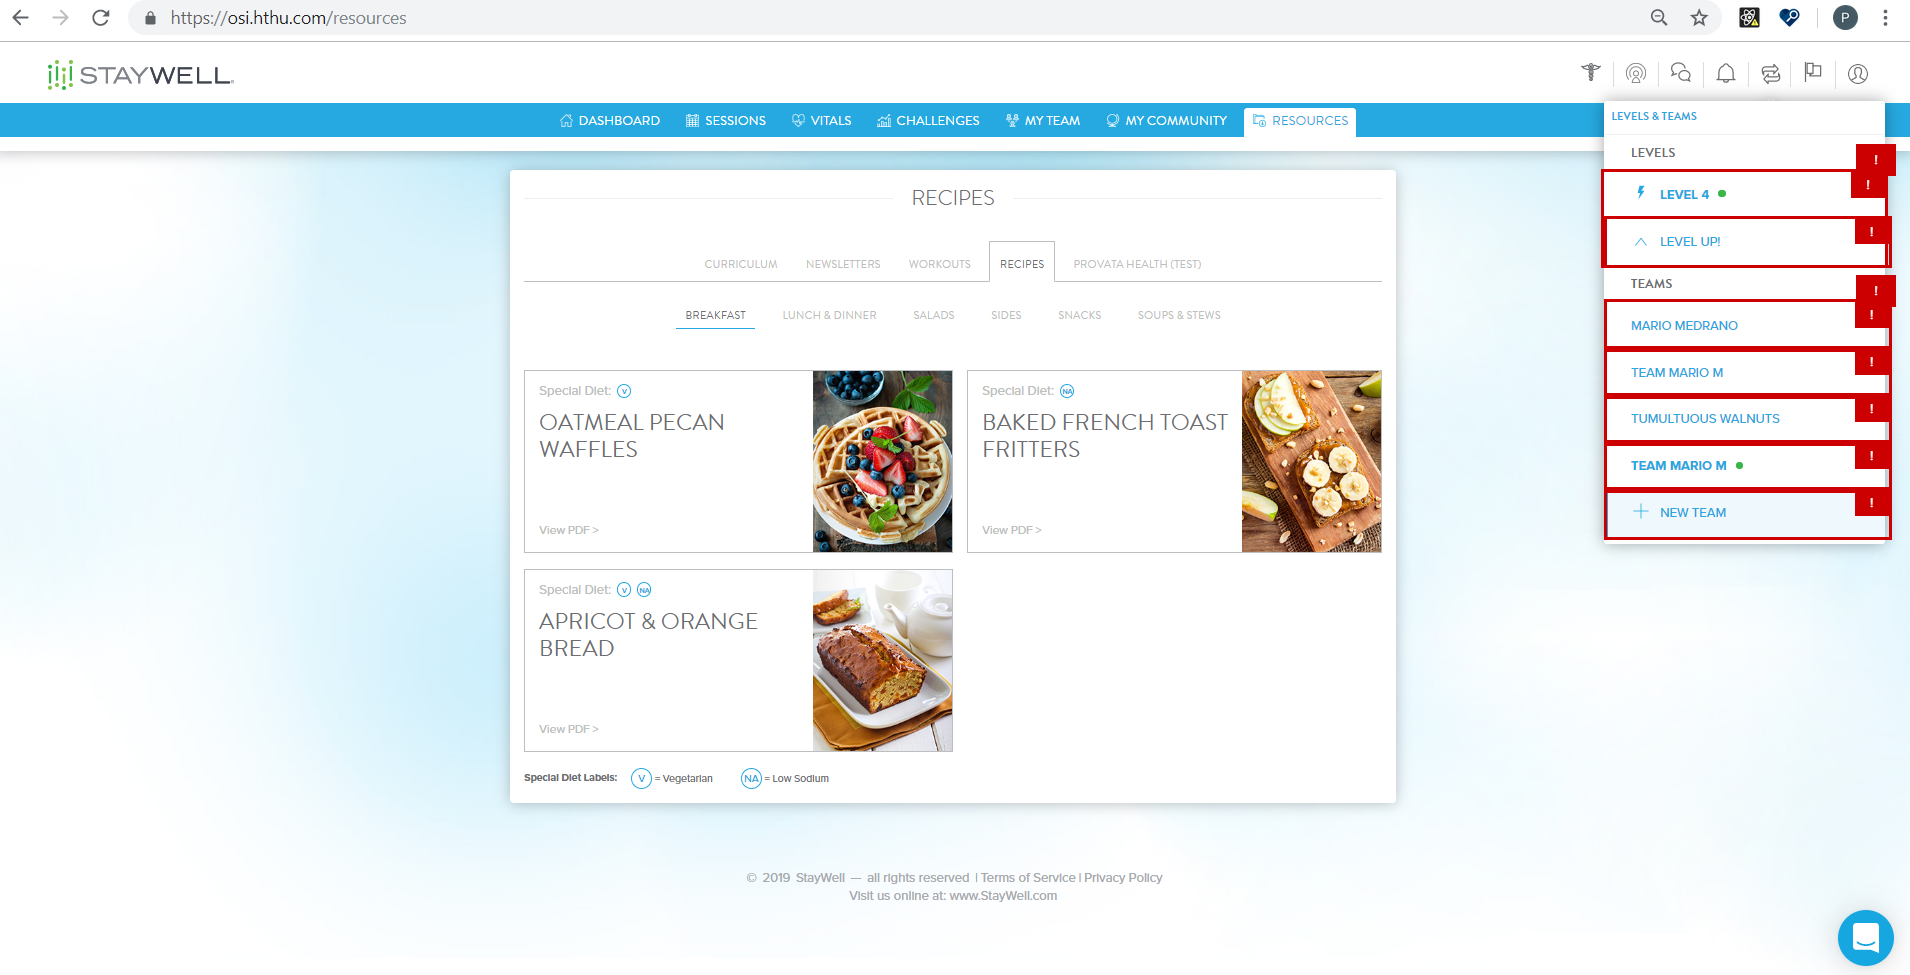 https://osi.hthu.com/resources
P
STAYWELL
DASHBOARD
SESSIONS
VITALS
CHALLENGES
MY TEAM
MY COMMUNITY
RESOURCES
LEVELS & TEAMS
LEVELS
!
!
LEVEL 4
!
LEVEL UP!
TEAMS
!
!
MARIO MEDRANO
!
TEAM MARIO M
!
TUMULTUOUS WALNUTS
!
TEAM MARIO M
!
NEW TEAM
RECIPES
CURRICULUM
NEWSLETTERS
WORKOUTS
RECIPES
PROVATA HEALTH (TEST)
BREAKFAST
LUNCH & DINNER
SALADS
SIDES
SNACKS
SOUPS & STEWS
Special Diet: V
OATMEAL PECAN
WAFFLES
View PDF >
Special Diet: NA
BAKED FRENCH TOAST
FRITTERS
View PDF >
Special Diet: V NA
APRICOT & ORANGE
BREAD
View PDF >
Special Diet Labels: V = Vegetarian NA = Low Sodium
© 2019 StayWell — all rights reserved | Terms of Service | Privacy Policy
Visit us online at: www.StayWell.com